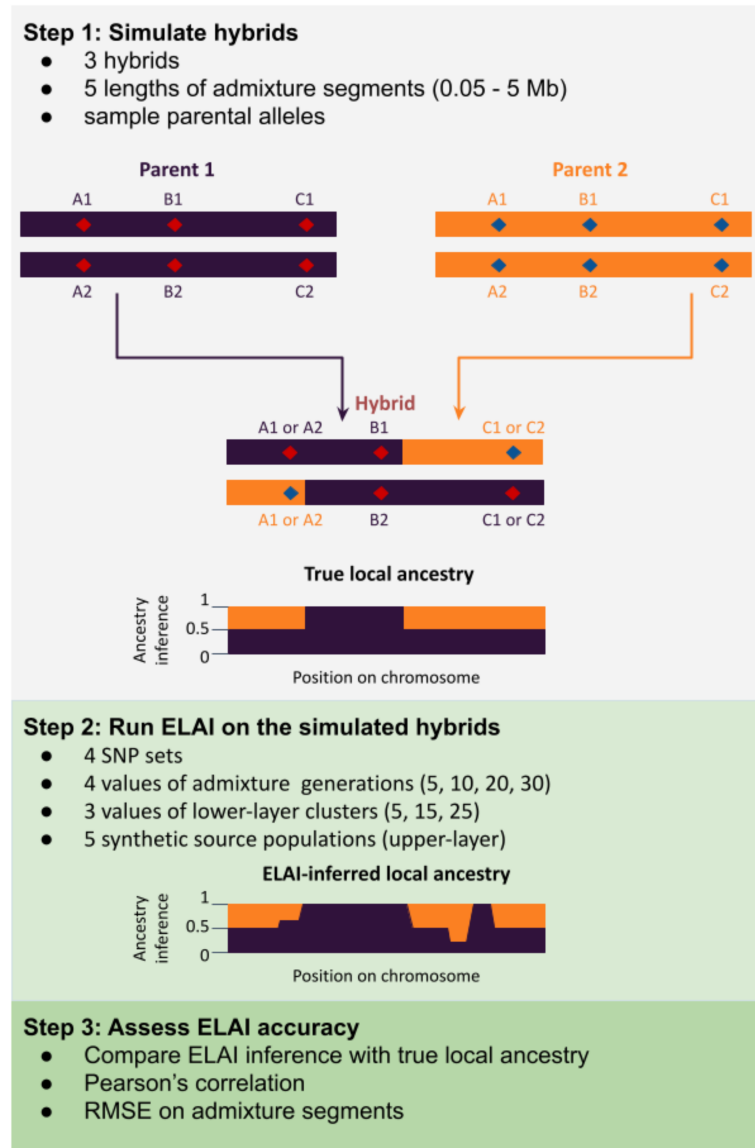 Step 1: Simulate hybrids
● 3 hybrids
● 5 lengths of admixture segments (0.05 - 5 Mb)
● sample parental alleles
Parent 1
Parent 2
A1 B1 C1
A1 B1 C1
A2 B2 C2
A2 B2 C2
Hybrid
A1 or A2 B1 C1 or C2
A1 or A2 B2 C1 or C2
True local ancestry
Ancestry inference
1
0.5
0
Position on chromosome
Step 2: Run ELAI on the simulated hybrids
● 4 SNP sets
● 4 values of admixture generations (5, 10, 20, 30)
● 3 values of lower-layer clusters (5, 15, 25)
● 5 synthetic source populations (upper-layer)
ELAI-inferred local ancestry
Ancestry inference
1
0.5
0
Position on chromosome
Step 3: Assess ELAI accuracy
● Compare ELAI inference with true local ancestry
● Pearson's correlation
● RMSE on admixture segments